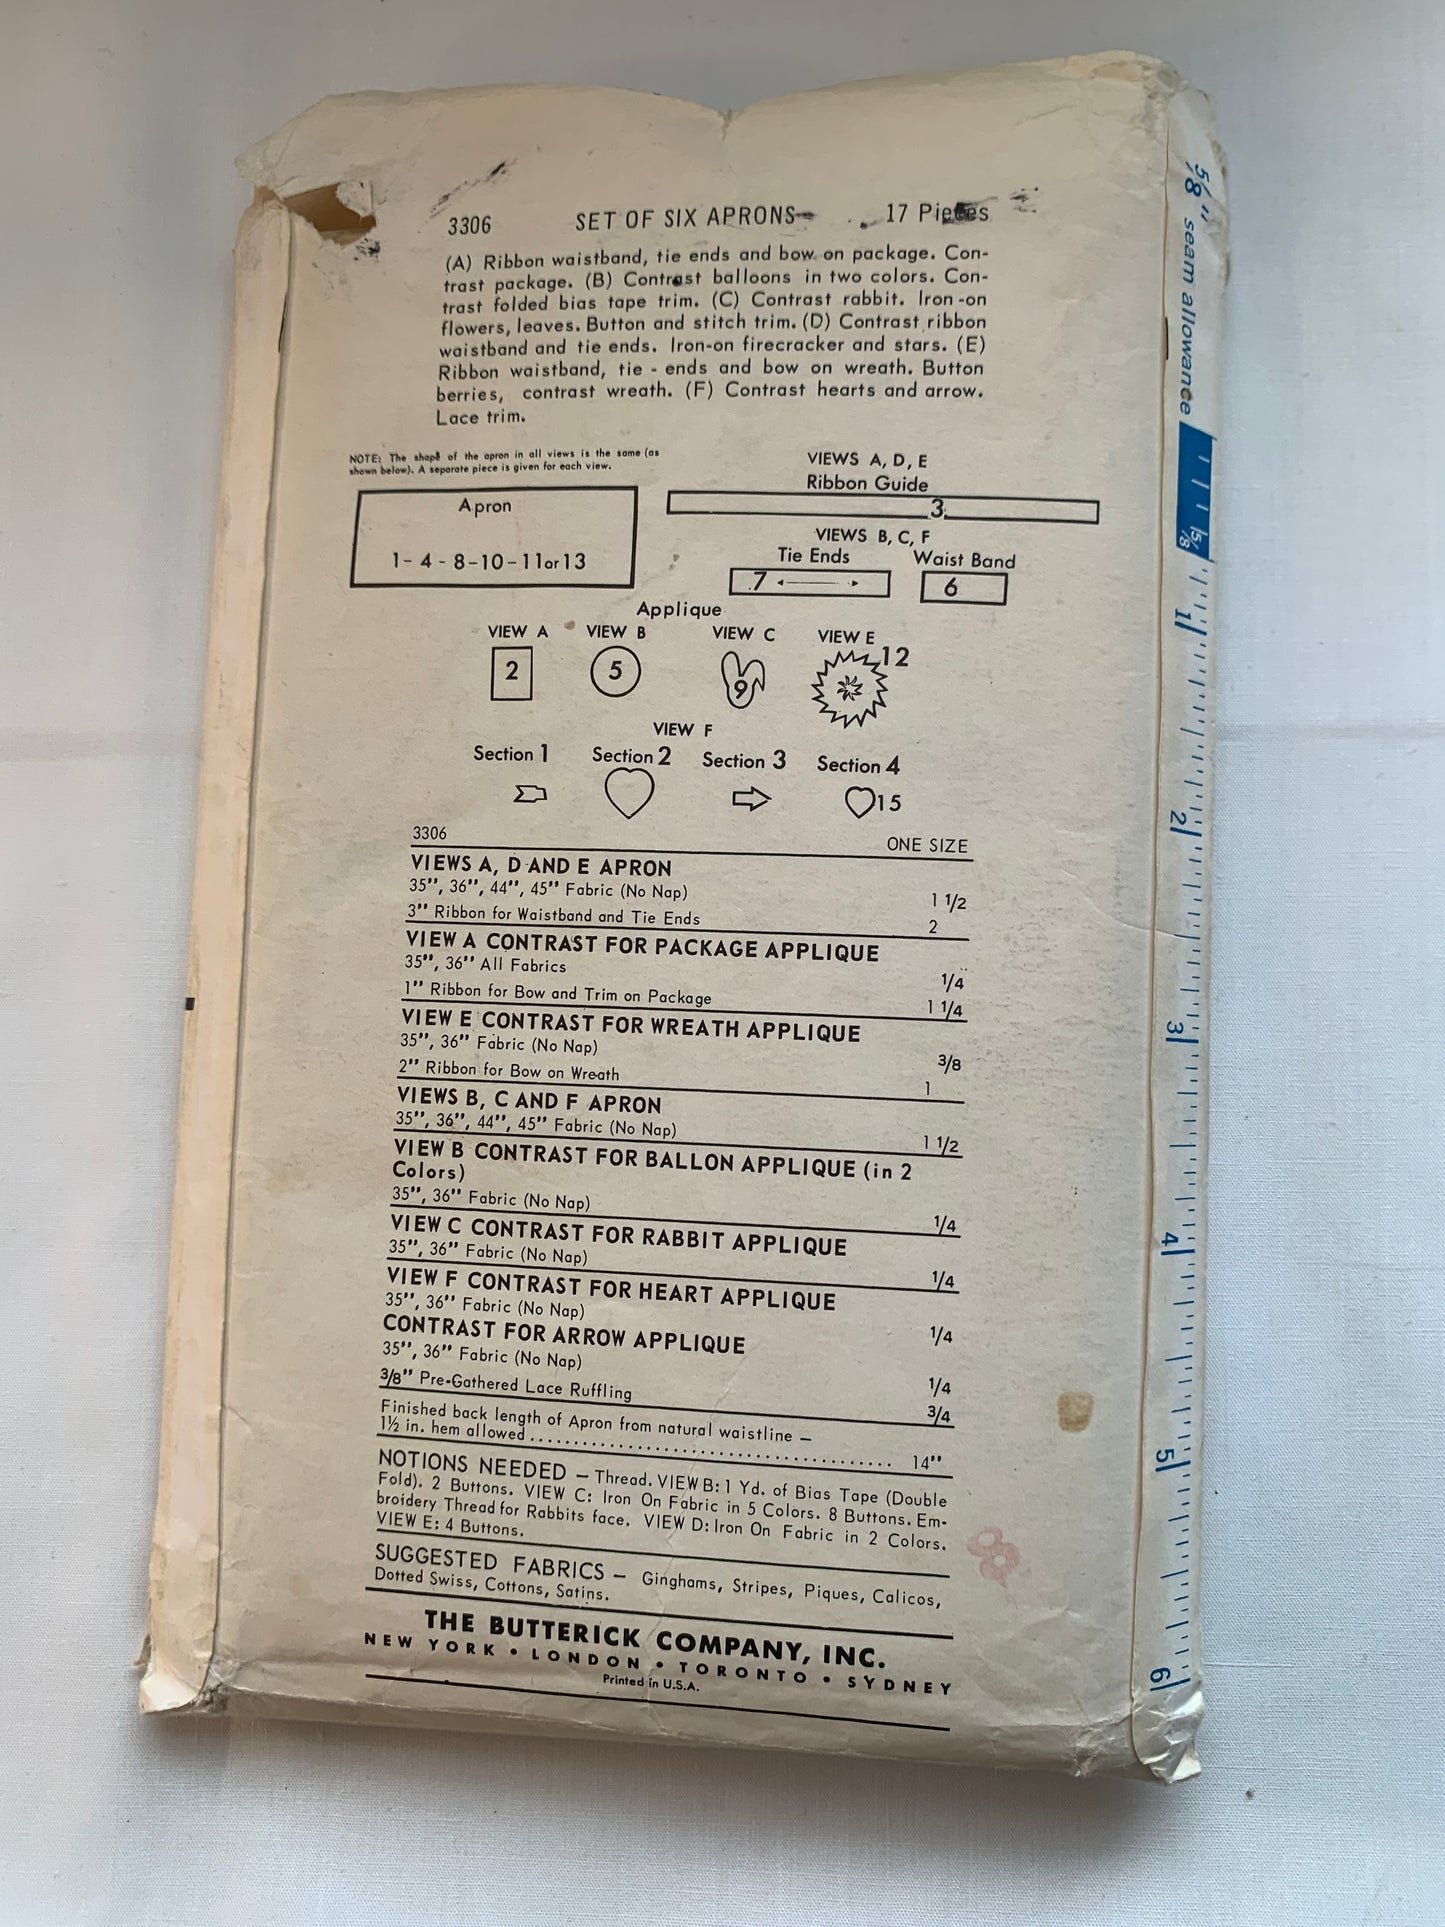 3306 SET OF SIX APRONS 17 Pieces
(A) Ribbon waistband, tie ends and bow on package. Con-
trast package. (B) Contrast balloons in two colors. Con-
trast folded bias tape trim. (C) Contrast rabbit. Iron-on
flowers, leaves. Button and stitch trim. (D) Contrast ribbon
waistband and tie ends. Iron-on firecracker and stars. (E)
Ribbon waistband, tie - ends and bow on wreath. Button
berries, contrast wreath. (F) Contrast hearts and arrow.
Lace trim.
NOTE: The shape of the apron in all views is the same (as
shown below). A separate piece is given for each view.
Apron
1- 4 - 8-10-11or13
VIEWS A, D, E
Ribbon Guide
3
VIEWS B, C, F
Tie Ends Waist Band
7 6
Applique
VIEW A VIEW B VIEW C VIEW E
2 5 9 12
VIEW F
Section 1 Section 2 Section 3 Section 4
15
3306 ONE SIZE
VIEWS A, D AND E APRON
35", 36", 44", 45" Fabric (No Nap) 1 1/2
3" Ribbon for Waistband and Tie Ends 2
VIEW A CONTRAST FOR PACKAGE APPLIQUE
35", 36" All Fabrics 1/4
1" Ribbon for Bow and Trim on Package 1 1/4
VIEW E CONTRAST FOR WREATH APPLIQUE
35", 36" Fabric (No Nap) 3/8
2" Ribbon for Bow on Wreath 1
VIEWS B, C AND F APRON
35", 36", 44", 45" Fabric (No Nap) 1 1/2
VIEW B CONTRAST FOR BALLON APPLIQUE (in 2
Colors)
35", 36" Fabric (No Nap) 1/4
VIEW C CONTRAST FOR RABBIT APPLIQUE
35", 36" Fabric (No Nap) 1/4
VIEW F CONTRAST FOR HEART APPLIQUE
35", 36" Fabric (No Nap) 1/4
CONTRAST FOR ARROW APPLIQUE
35", 36" Fabric (No Nap) 1/4
3/8" Pre-Gathered Lace Ruffling 3/4
Finished back length of Apron from natural waistline —
1½ in. hem allowed ........................................ 14"
NOTIONS NEEDED — Thread. VIEW B: 1 Yd. of Bias Tape (Double
Fold). 2 Buttons. VIEW C: Iron On Fabric in 5 Colors. 8 Buttons. Em-
broidery Thread for Rabbits face. VIEW D: Iron On Fabric in 2 Colors.
VIEW E: 4 Buttons.
SUGGESTED FABRICS — Ginghams, Stripes, Piques, Calicos,
Dotted Swiss, Cottons, Satins.
THE BUTTERICK COMPANY, INC.
NEW YORK • LONDON • TORONTO • SYDNEY
Printed in U.S.A.
5/8" seam allowance
5/8
1
2
3
4
5
6